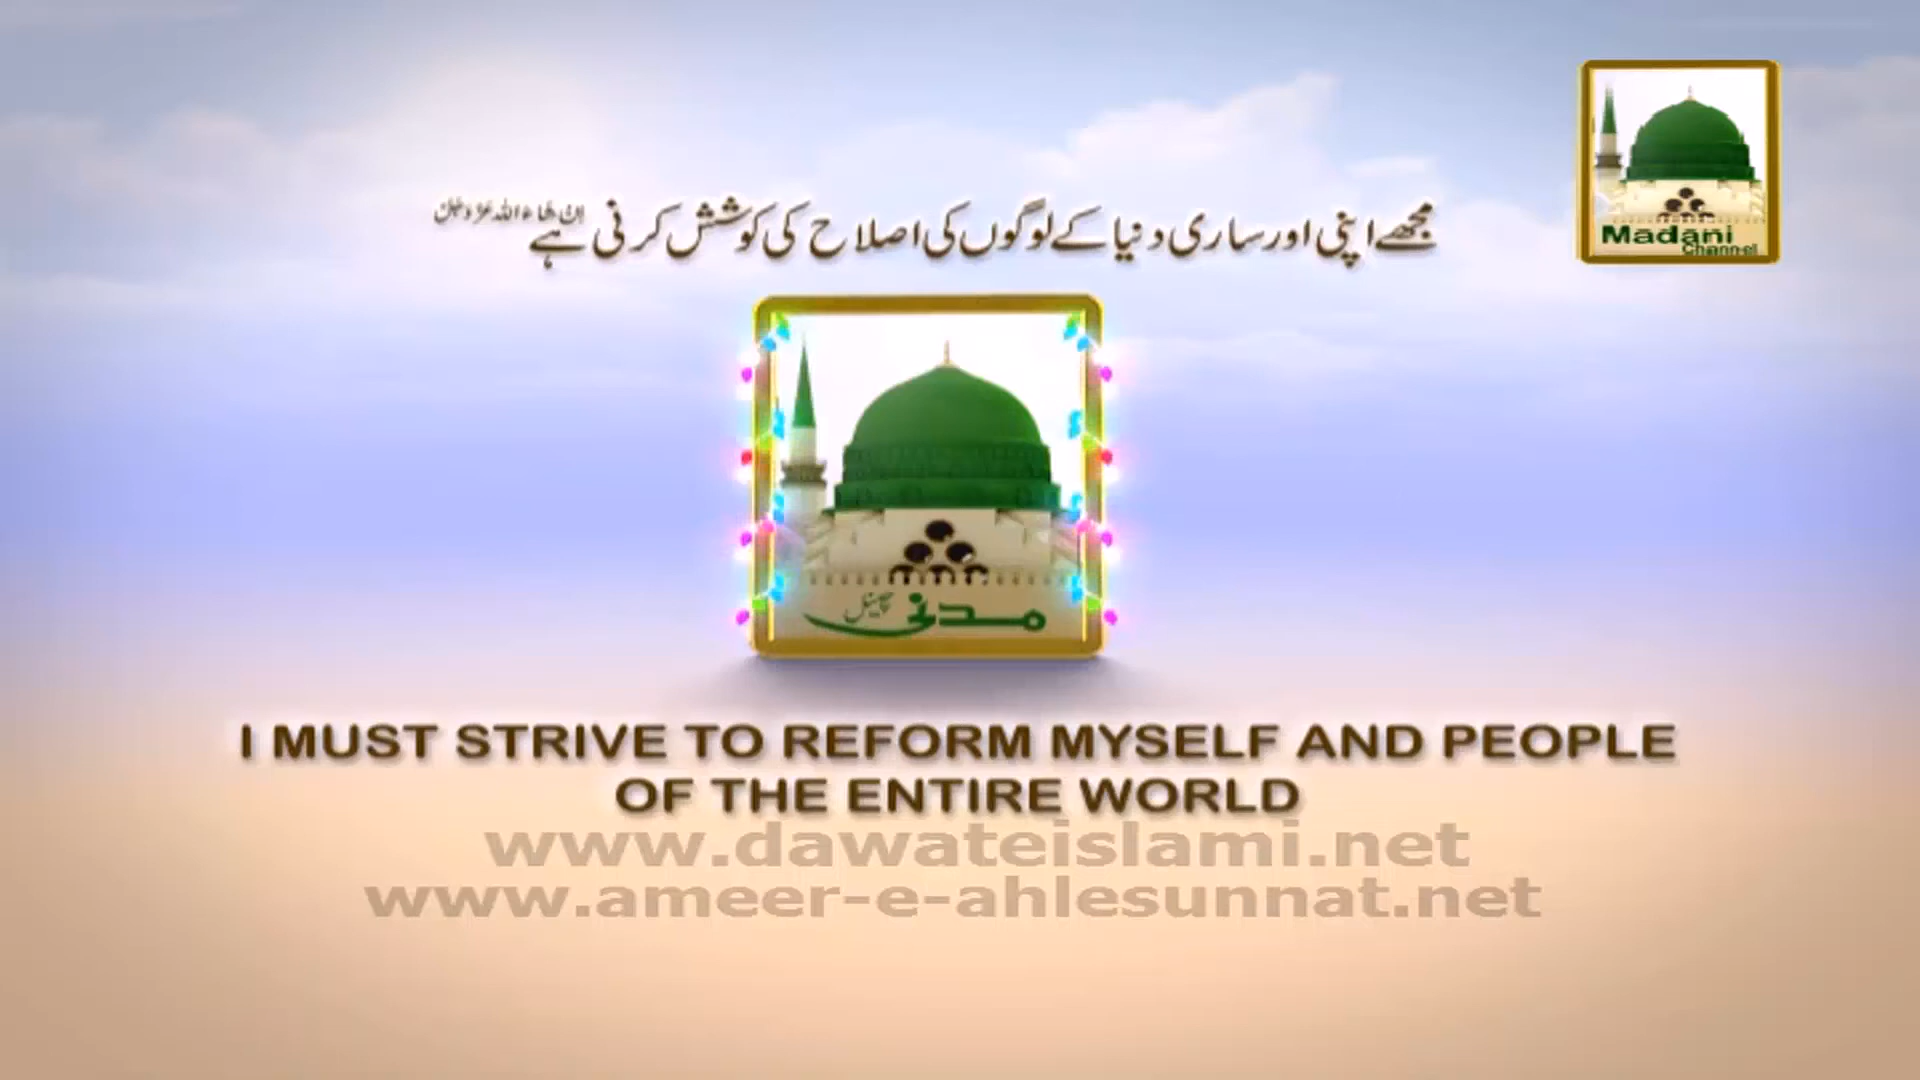 مجھے اپنی اور ساری دنیا کے لوگوں کی اصلاح کی کوشش کرنی ہے ان شاء اللہ عزوجل
Madani
Channel
مدنی چینل
I MUST STRIVE TO REFORM MYSELF AND PEOPLE
OF THE ENTIRE WORLD
www.dawateislami.net
www.ameer-e-ahlesunnat.net